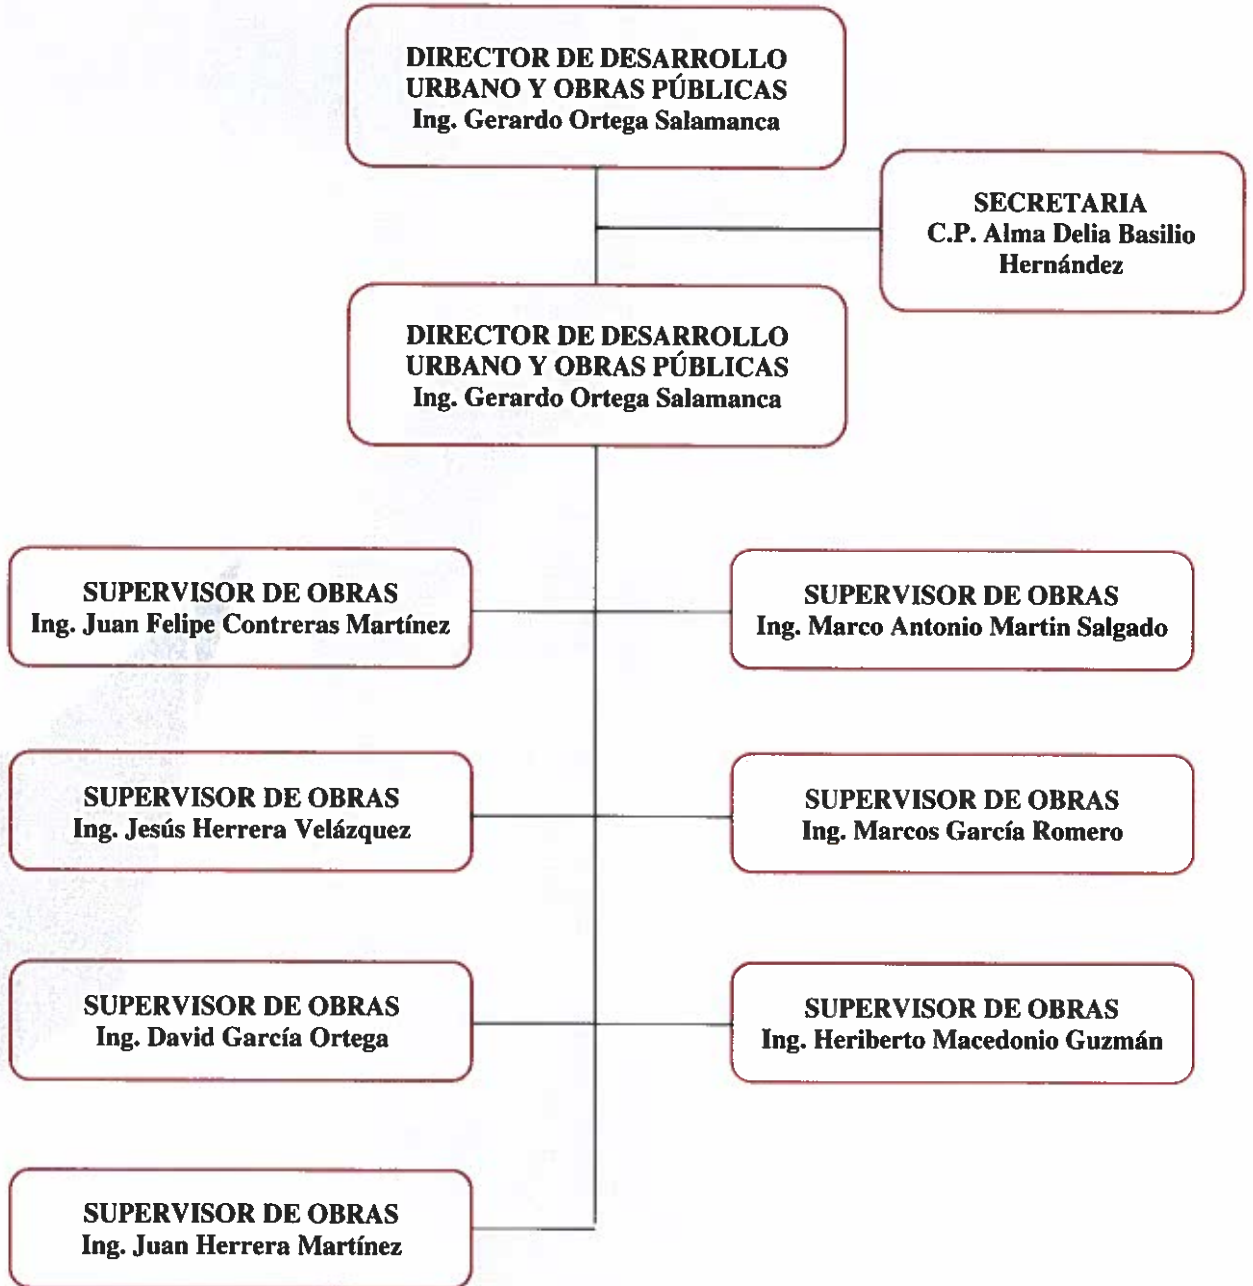 DIRECTOR DE DESARROLLO
URBANO Y OBRAS PÚBLICAS
Ing. Gerardo Ortega Salamanca
SECRETARIA
C.P. Alma Delia Basilio
Hernández
DIRECTOR DE DESARROLLO
URBANO Y OBRAS PÚBLICAS
Ing. Gerardo Ortega Salamanca
SUPERVISOR DE OBRAS
Ing. Juan Felipe Contreras Martínez
SUPERVISOR DE OBRAS
Ing. Marco Antonio Martin Salgado
SUPERVISOR DE OBRAS
Ing. Jesús Herrera Velázquez
SUPERVISOR DE OBRAS
Ing. Marcos García Romero
SUPERVISOR DE OBRAS
Ing. David García Ortega
SUPERVISOR DE OBRAS
Ing. Heriberto Macedonio Guzmán
SUPERVISOR DE OBRAS
Ing. Juan Herrera Martínez